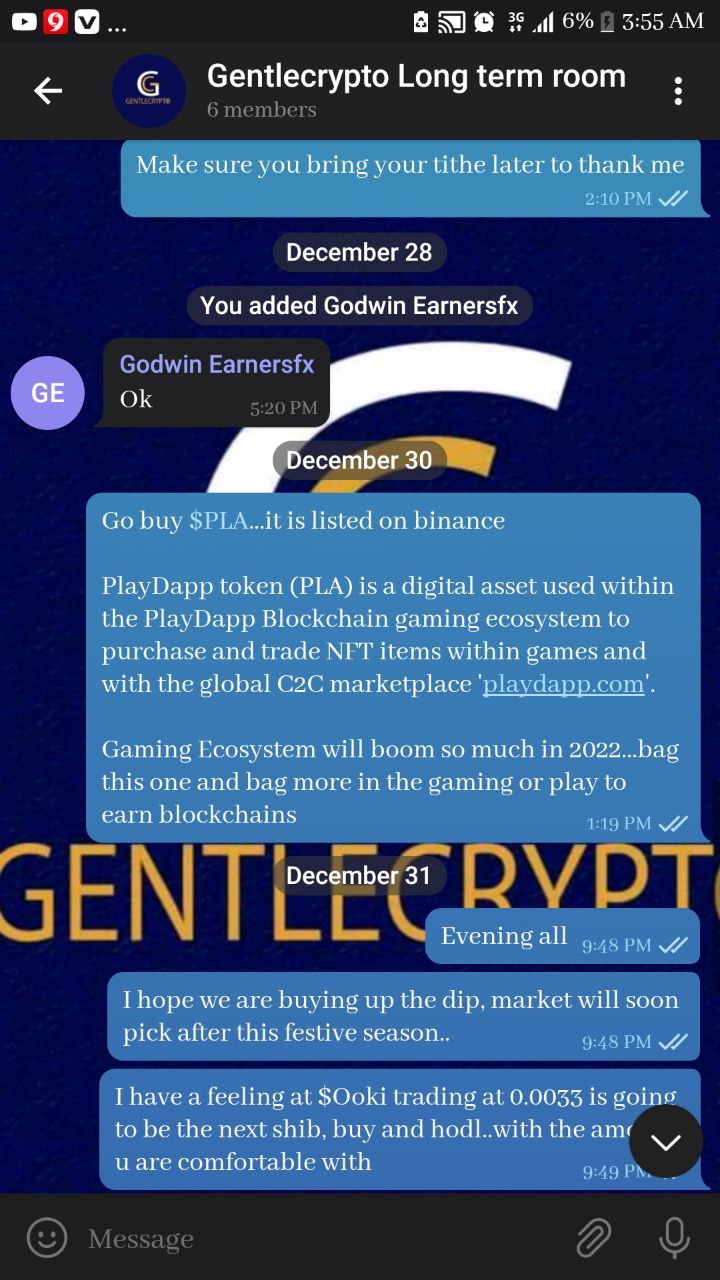 6% 3:55 AM
3G
Gentlecrypto Long term room
6 members
G
GENTLECRYPTO
Make sure you bring your tithe later to thank me
2:10 PM
December 28
You added Godwin Earnersfx
GE
Godwin Earnersfx
Ok
5:20 PM
December 30
Go buy $PLA...it is listed on binance
PlayDapp token (PLA) is a digital asset used within
the PlayDapp Blockchain gaming ecosystem to
purchase and trade NFT items within games and
with the global C2C marketplace 'playdapp.com'.
Gaming Ecosystem will boom so much in 2022...bag
this one and bag more in the gaming or play to
earn blockchains
1:19 PM
GENTLECRYPT
December 31
Evening all
9:48 PM
I hope we are buying up the dip, market will soon
pick after this festive season..
9:48 PM
I have a feeling at $Ooki trading at 0.0033 is going
to be the next shib, buy and hodl..with the
u are comfortable with
9:49 PM
Message